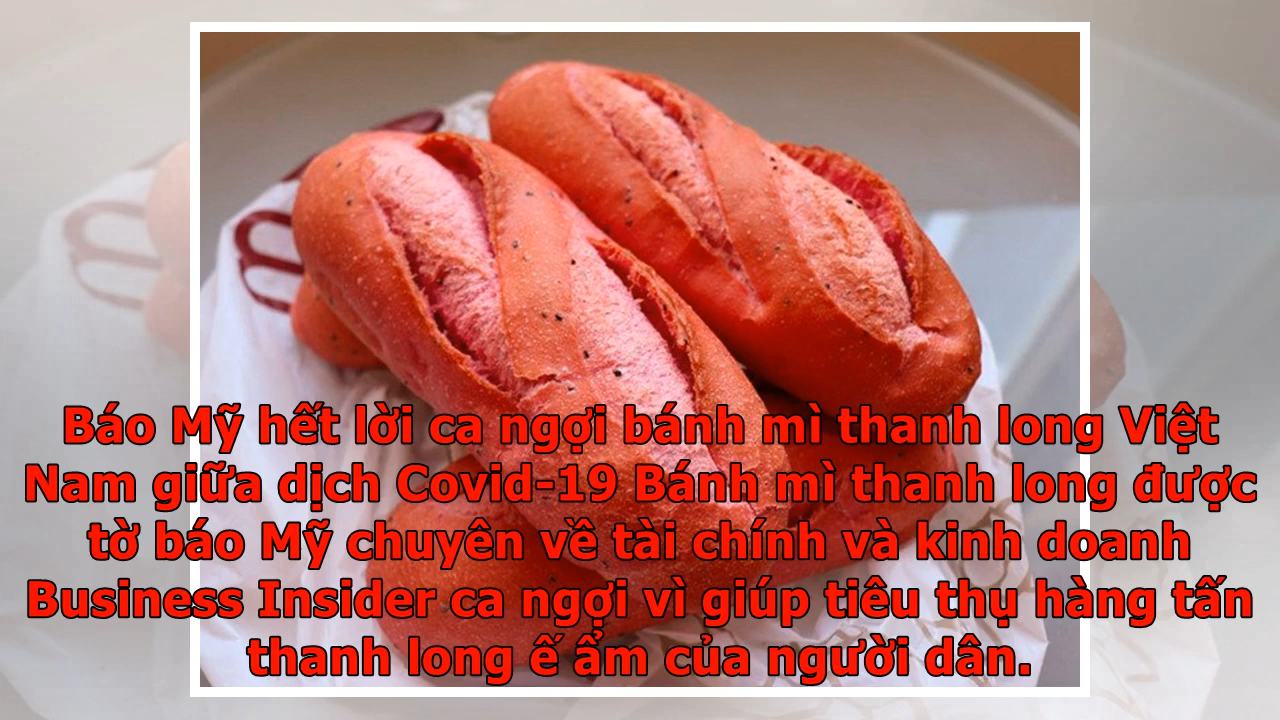 Báo Mỹ hết lời ca ngợi bánh mì thanh long Việt
Nam giữa dịch Covid-19 Bánh mì thanh long được
tờ báo Mỹ chuyên về tài chính và kinh doanh
Business Insider ca ngợi vì giúp tiêu thụ hàng tấn
thanh long ế ẩm của người dân.